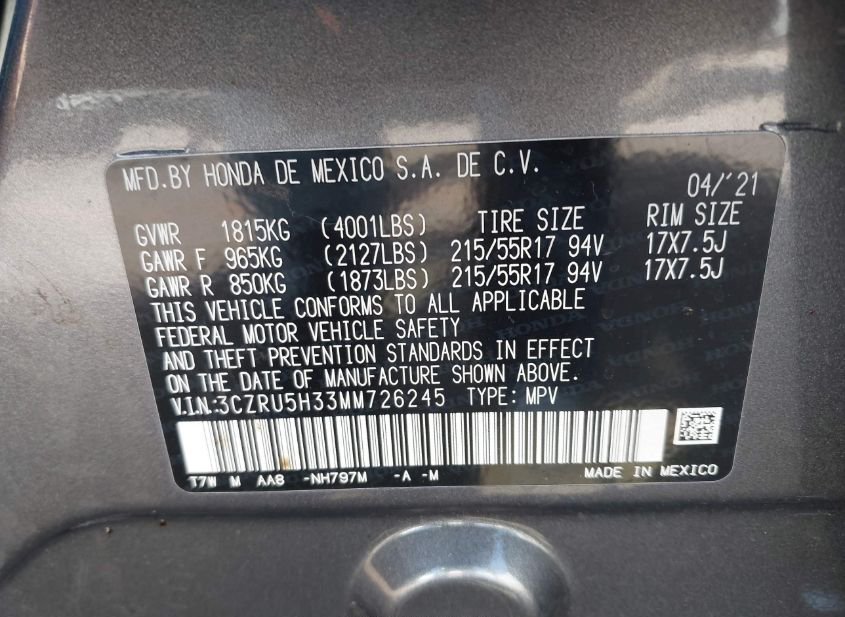 MFD.BY HONDA DE MEXICO S.A. DE C.V.
04/'21
GVWR 1815KG (4001LBS) TIRE SIZE RIM SIZE
GAWR F 965KG (2127LBS) 215/55R17 94V 17X7.5J
GAWR R 850KG (1873LBS) 215/55R17 94V 17X7.5J
THIS VEHICLE CONFORMS TO ALL APPLICABLE
FEDERAL MOTOR VEHICLE SAFETY
AND THEFT PREVENTION STANDARDS IN EFFECT
ON THE DATE OF MANUFACTURE SHOWN ABOVE.
V.I.N:3CZRU5H33MM726245 TYPE: MPV
T7W M AA8 -NH797M -A -M MADE IN MEXICO